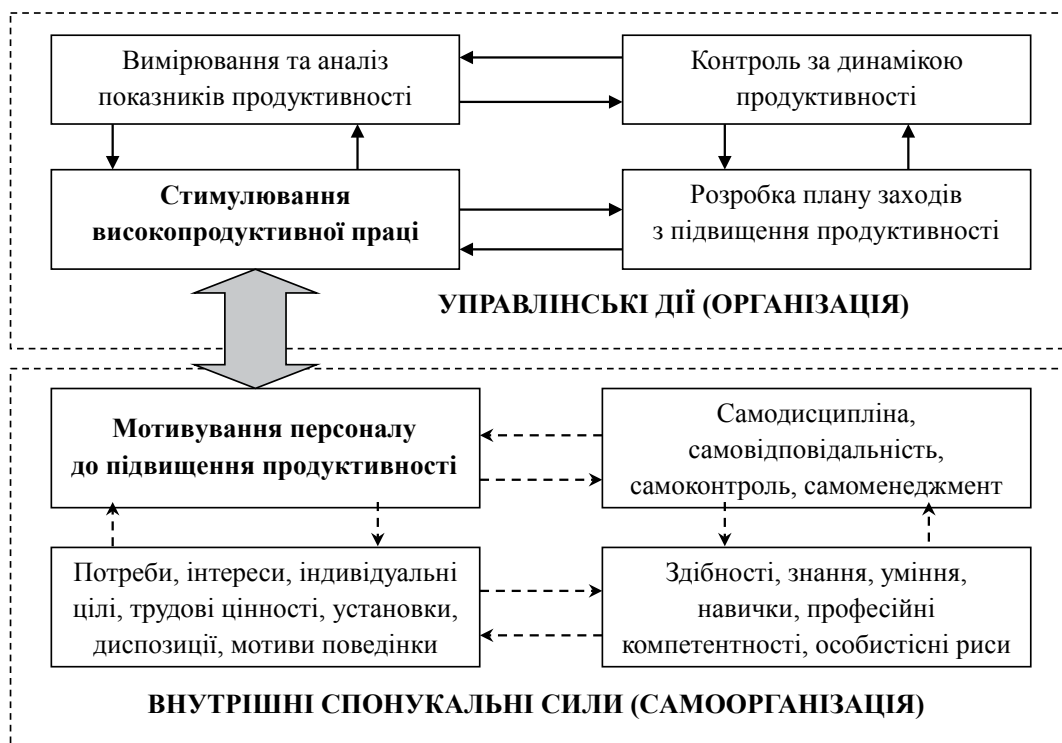 Вимірювання та аналіз
показників продуктивності
Контроль за динамікою
продуктивності
Стимулювання
високопродуктивної праці
Розробка плану заходів
з підвищення продуктивності
УПРАВЛІНСЬКІ ДІЇ (ОРГАНІЗАЦІЯ)
Мотивування персоналу
до підвищення продуктивності
Самодисципліна,
самовідповідальність,
самоконтроль, самоменеджмент
Потреби, інтереси, індивідуальні
цілі, трудові цінності, установки,
диспозиції, мотиви поведінки
Здібності, знання, уміння,
навички, професійні
компетентності, особистісні риси
ВНУТРІШНІ СПОНУКАЛЬНІ СИЛИ (САМООРГАНІЗАЦІЯ)